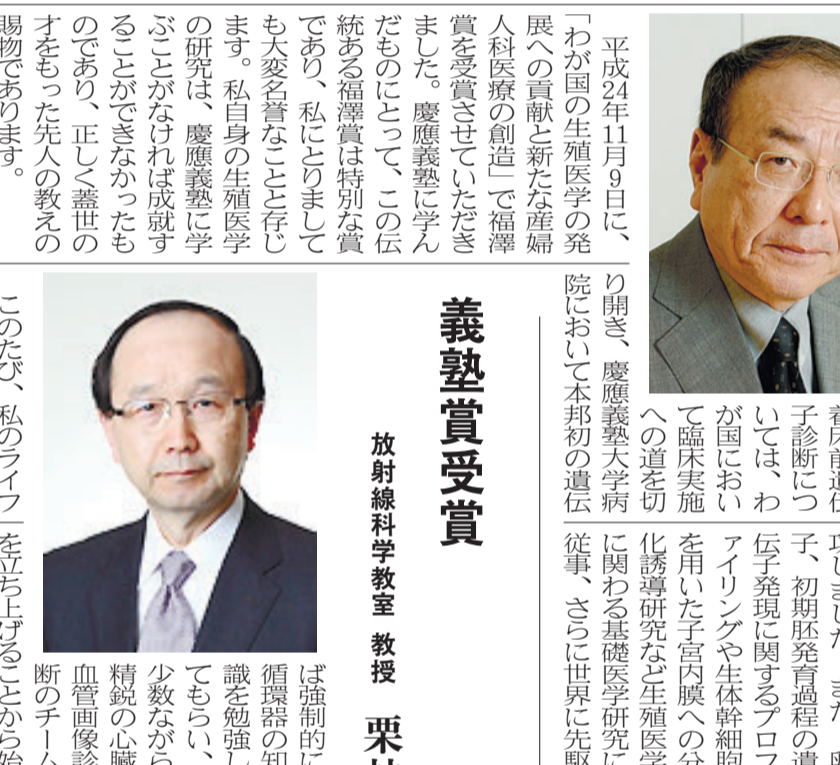 平成24年11月9日に、
「わが国の生殖医学の発
展への貢献と新たな産婦
人科医療の創造」で福澤
賞を受賞させていただき
ました。慶應義塾に学ん
だものにとって、この伝
統ある福澤賞は特別な賞
であり、私にとりまして
も大変名誉なことと存じ
ます。私自身の生殖医学
の研究は、慶應義塾に学
ぶことがなければ成就す
ることができなかったも
のであり、正しく蓋世の
才をもった先人の教えの
賜物であります。
子診断につ
いては、わ
が国におい
て臨床実施
への道を切
り開き、慶應義塾大学病
院において本邦初の遺伝
子、初期胚発育過程の遺
伝子発現に関するプロフ
ァイリングや生体幹細胞
を用いた子宮内膜への分
化誘導研究など生殖医学
に関わる基礎医学研究に
従事、さらに世界に先駆
義塾賞受賞
放射線科学教室 教授
栗
このたび、私のライフ
ば強制的に
循環器の知
識を勉強し
てもらい、
少数ながら
精鋭の心臓
血管画像診
断のチーム
を立ち上げることから始